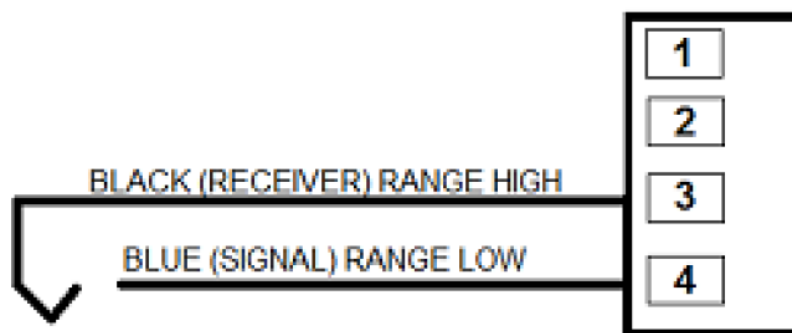 1
2
BLACK (RECEIVER) RANGE HIGH
3
BLUE (SIGNAL) RANGE LOW
4